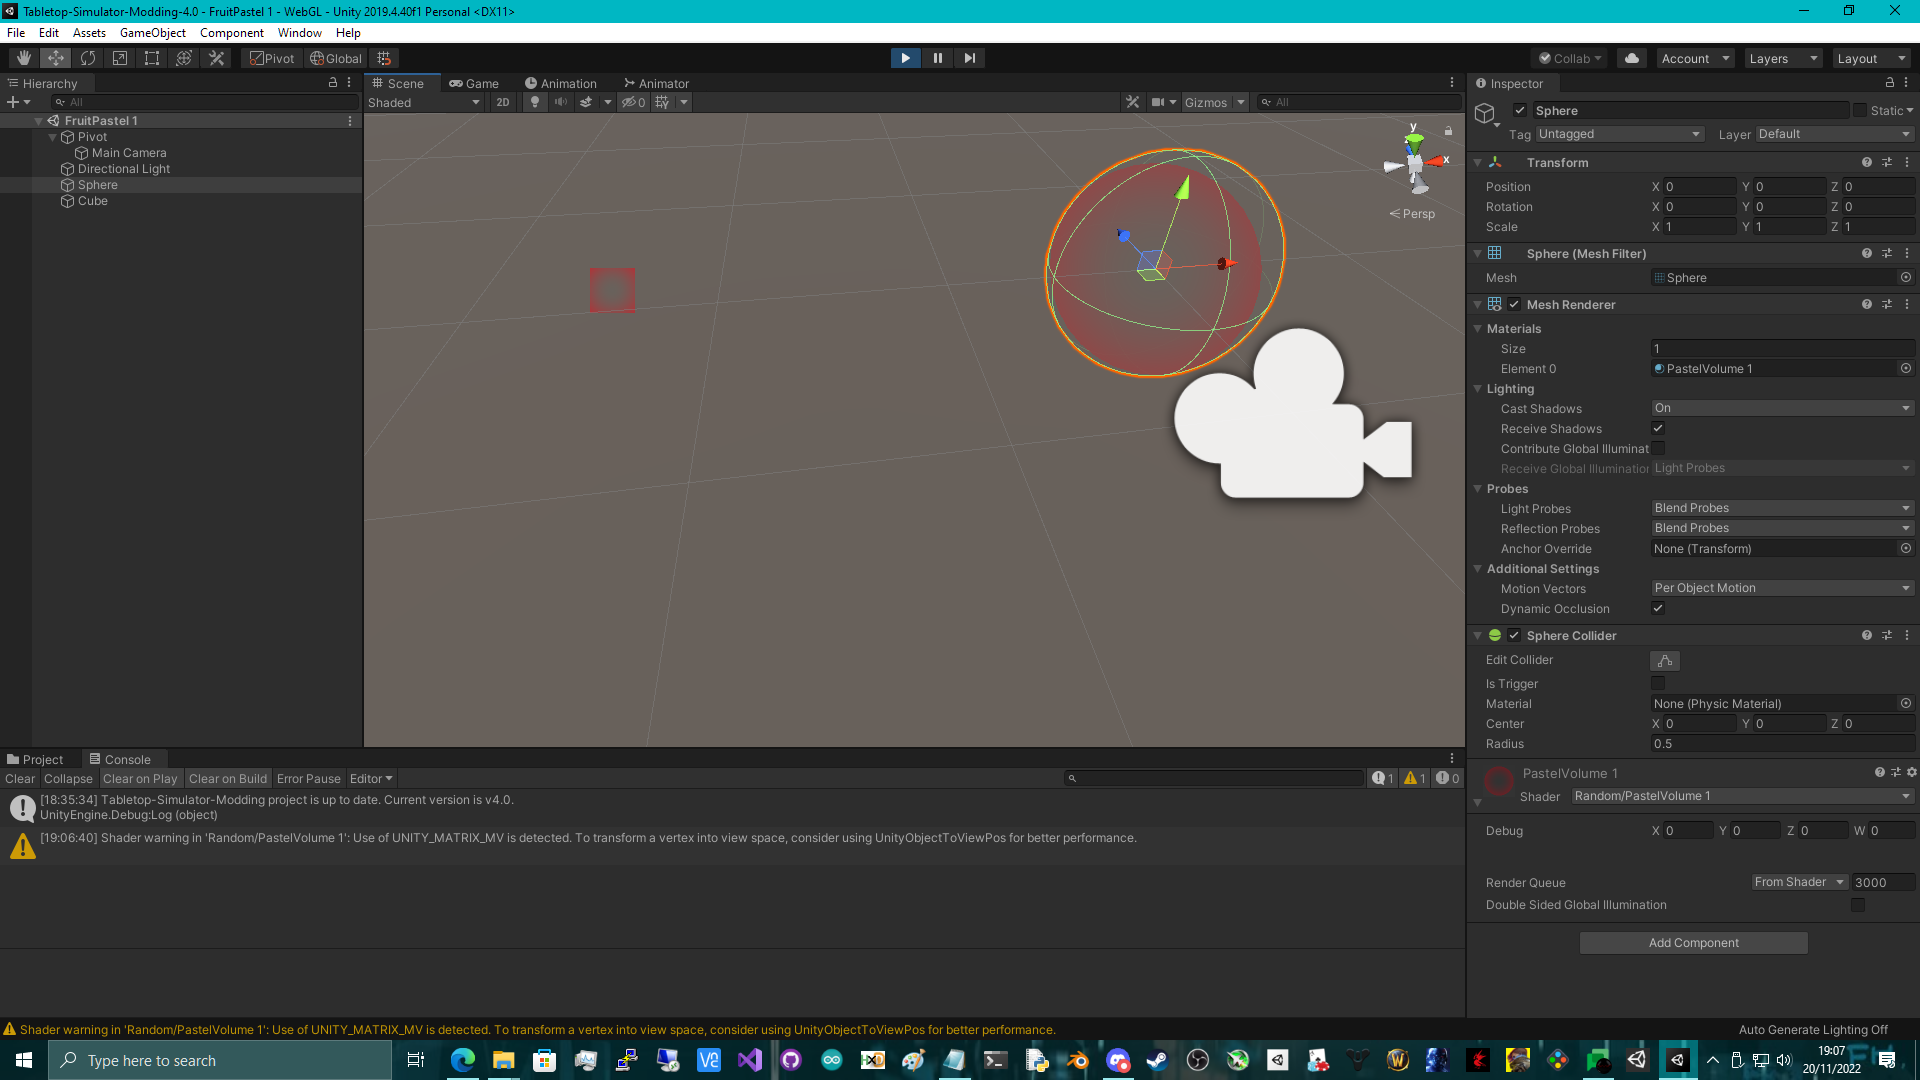 Tabletop-Simulator-Modding-4.0 - FruitPastel 1 - WebGL - Unity 2019.4.40f1 Personal <DX11>
File Edit Assets GameObject Component Window Help
Pivot Global Collab Account Layers Layout
Hierarchy
All
FruitPastel 1
Pivot
Main Camera
Directional Light
Sphere
Cube
Scene Game Animation Animator
Shaded 2D 0 Gizmos All
y
x
Persp
Inspector
Sphere Static
Tag Untagged Layer Default
Transform
Position X 0 Y 0 Z 0
Rotation X 0 Y 0 Z 0
Scale X 1 Y 1 Z 1
Sphere (Mesh Filter)
Mesh Sphere
Mesh Renderer
Materials
Size 1
Element 0 PastelVolume 1
Lighting
Cast Shadows On
Receive Shadows
Contribute Global Illuminat
Receive Global Illumination Light Probes
Probes
Light Probes Blend Probes
Reflection Probes Blend Probes
Anchor Override None (Transform)
Additional Settings
Motion Vectors Per Object Motion
Dynamic Occlusion
Sphere Collider
Edit Collider
Is Trigger
Material None (Physic Material)
Center X 0 Y 0 Z 0
Radius 0.5
PastelVolume 1
Shader Random/PastelVolume 1
Debug X 0 Y 0 Z 0 W 0
Render Queue From Shader 3000
Double Sided Global Illumination
Add Component
Project Console
Clear Collapse Clear on Play Clear on Build Error Pause Editor 1 1 0
[18:35:34] Tabletop-Simulator-Modding project is up to date. Current version is v4.0.
UnityEngine.Debug:Log (object)
[19:06:40] Shader warning in 'Random/PastelVolume 1': Use of UNITY_MATRIX_MV is detected. To transform a vertex into view space, consider using UnityObjectToViewPos for better performance.
Shader warning in 'Random/PastelVolume 1': Use of UNITY_MATRIX_MV is detected. To transform a vertex into view space, consider using UnityObjectToViewPos for better performance.
Auto Generate Lighting Off
Type here to search
19:07
20/11/2022